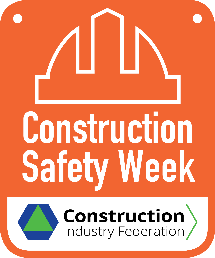 Construction
Safety Week
Construction
Industry Federation